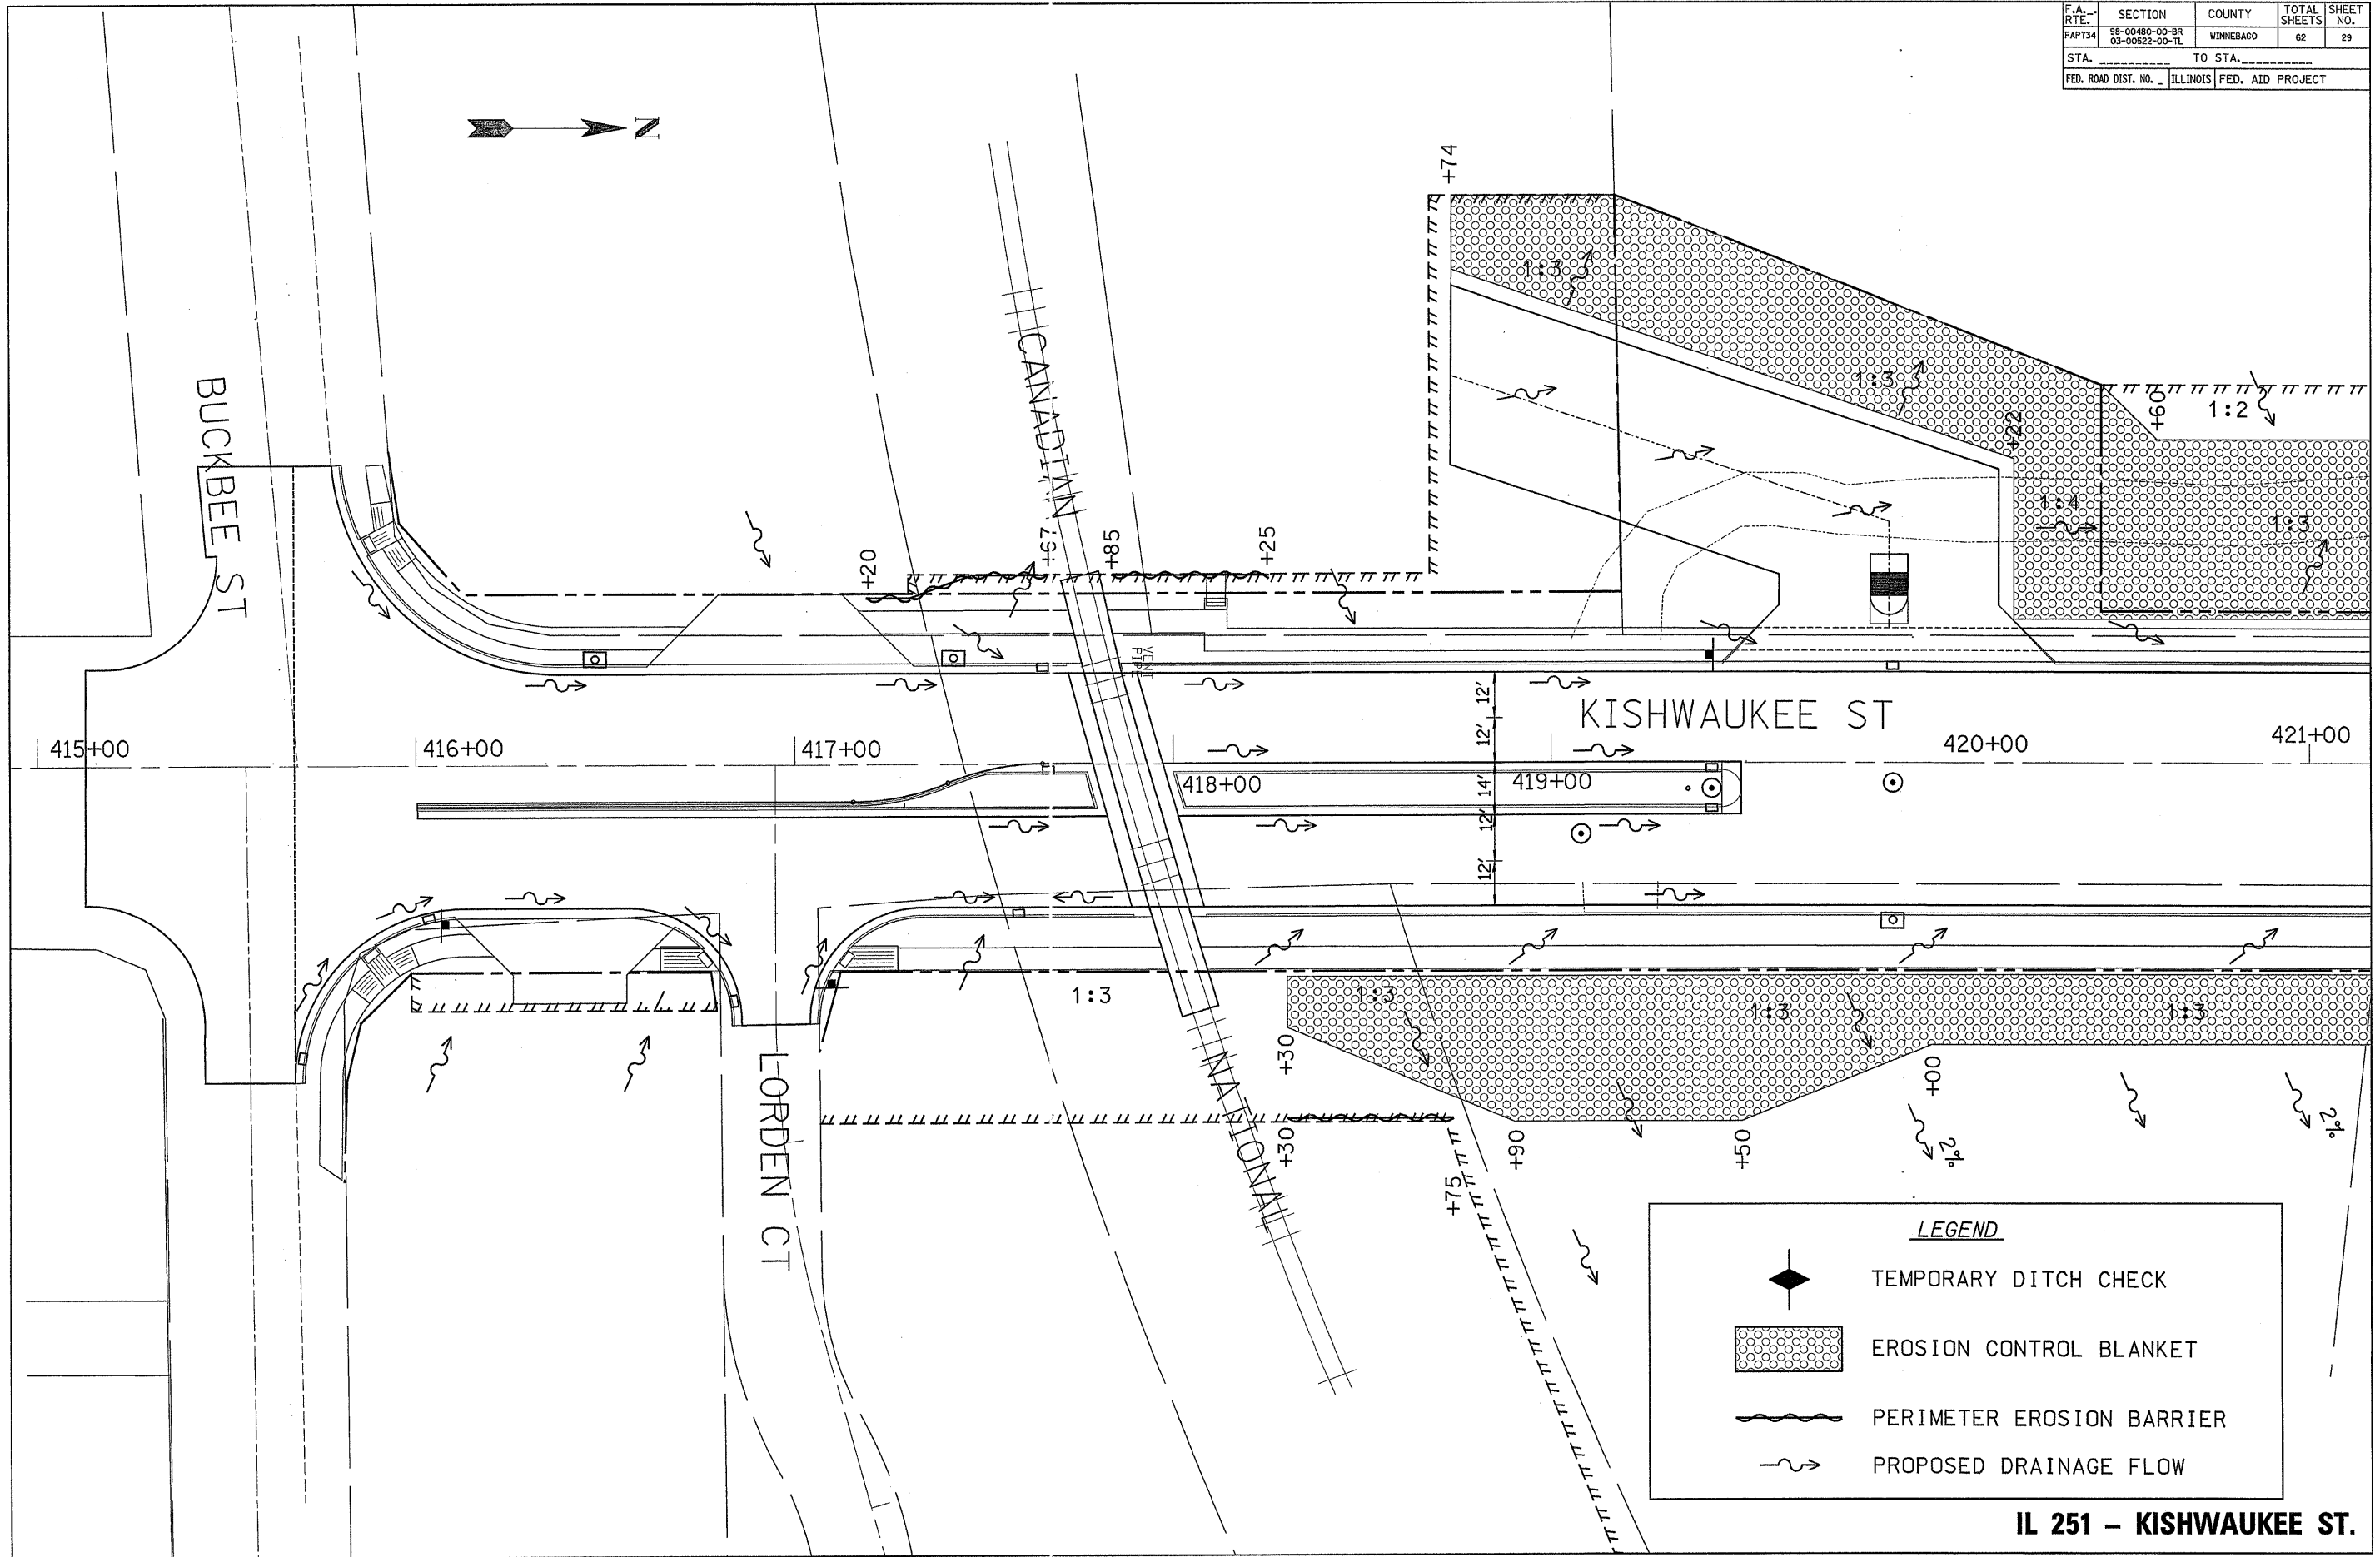 F.A._. RTE. SECTION COUNTY TOTAL SHEETS SHEET NO.
FAP734 98-00480-00-BR 03-00522-00-TL WINNEBAGO 62 29
STA. __________ TO STA.__________
FED. ROAD DIST. NO. _ ILLINOIS FED. AID PROJECT
N
+74
1:3
1:3
+22
+60
1:2
1:4
1:3
BUCKBEE ST
CANADIAN
+20
+67
+85
+25
VENT PIPE
KISHWAUKEE ST
12'
12'
14'
12'
12'
415+00
416+00
417+00
418+00
419+00
420+00
421+00
1:3
1:3
1:3
1:3
+30
+30
+75
+90
+50
+00
2%
2%
LORDEN CT
NATIONAL
LEGEND
TEMPORARY DITCH CHECK
EROSION CONTROL BLANKET
PERIMETER EROSION BARRIER
PROPOSED DRAINAGE FLOW
IL 251 – KISHWAUKEE ST.